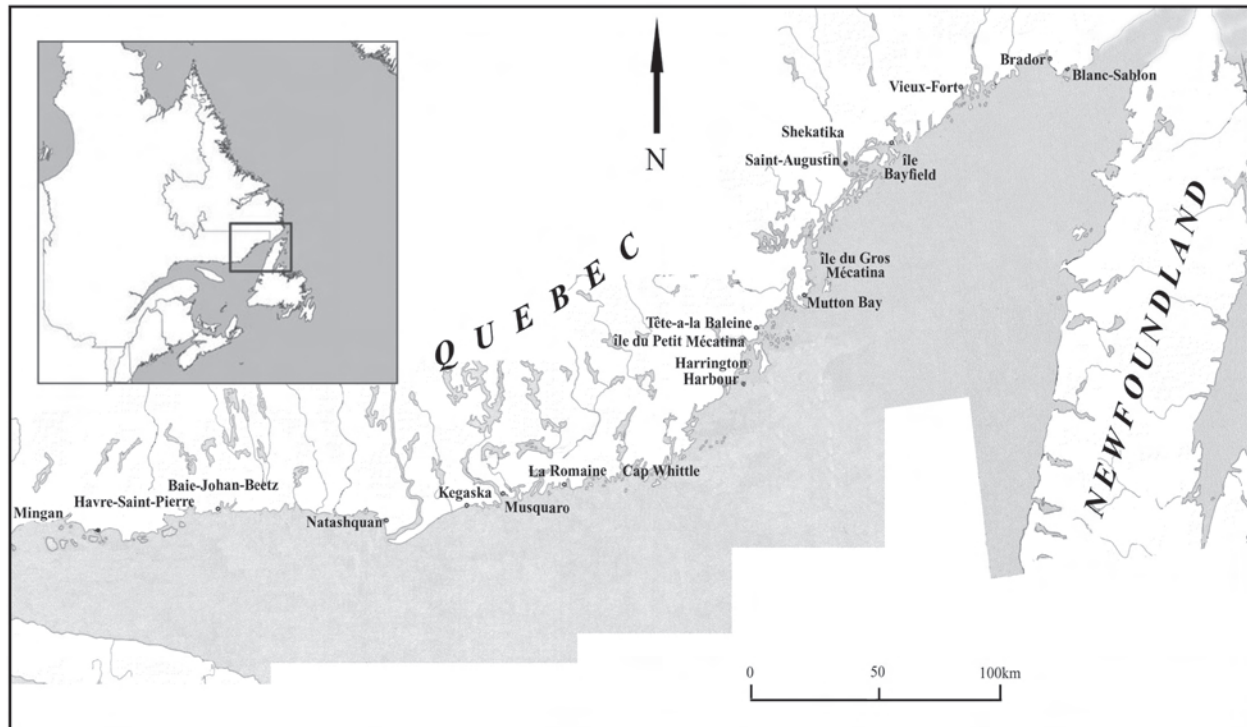 Brador
Blanc-Sablon
Vieux-Fort
Shekatika
Saint-Augustin
île
Bayfield
N
QUEBEC
NEWFOUNDLAND
île du Gros
Mécatina
Mutton Bay
Tête-a-la Baleine
île du Petit Mécatina
Harrington
Harbour
La Romaine
Cap Whittle
Baie-Johan-Beetz
Havre-Saint-Pierre
Mingan
Kegaska
Musquaro
Natashquan
0 50 100km